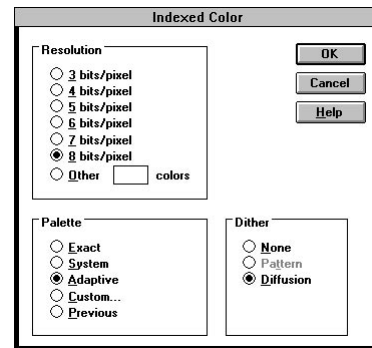 Indexed Color
Resolution
3 bits/pixel
4 bits/pixel
5 bits/pixel
6 bits/pixel
7 bits/pixel
8 bits/pixel
Other colors
OK
Cancel
Help
Palette
Exact
System
Adaptive
Custom...
Previous
Dither
None
Pattern
Diffusion